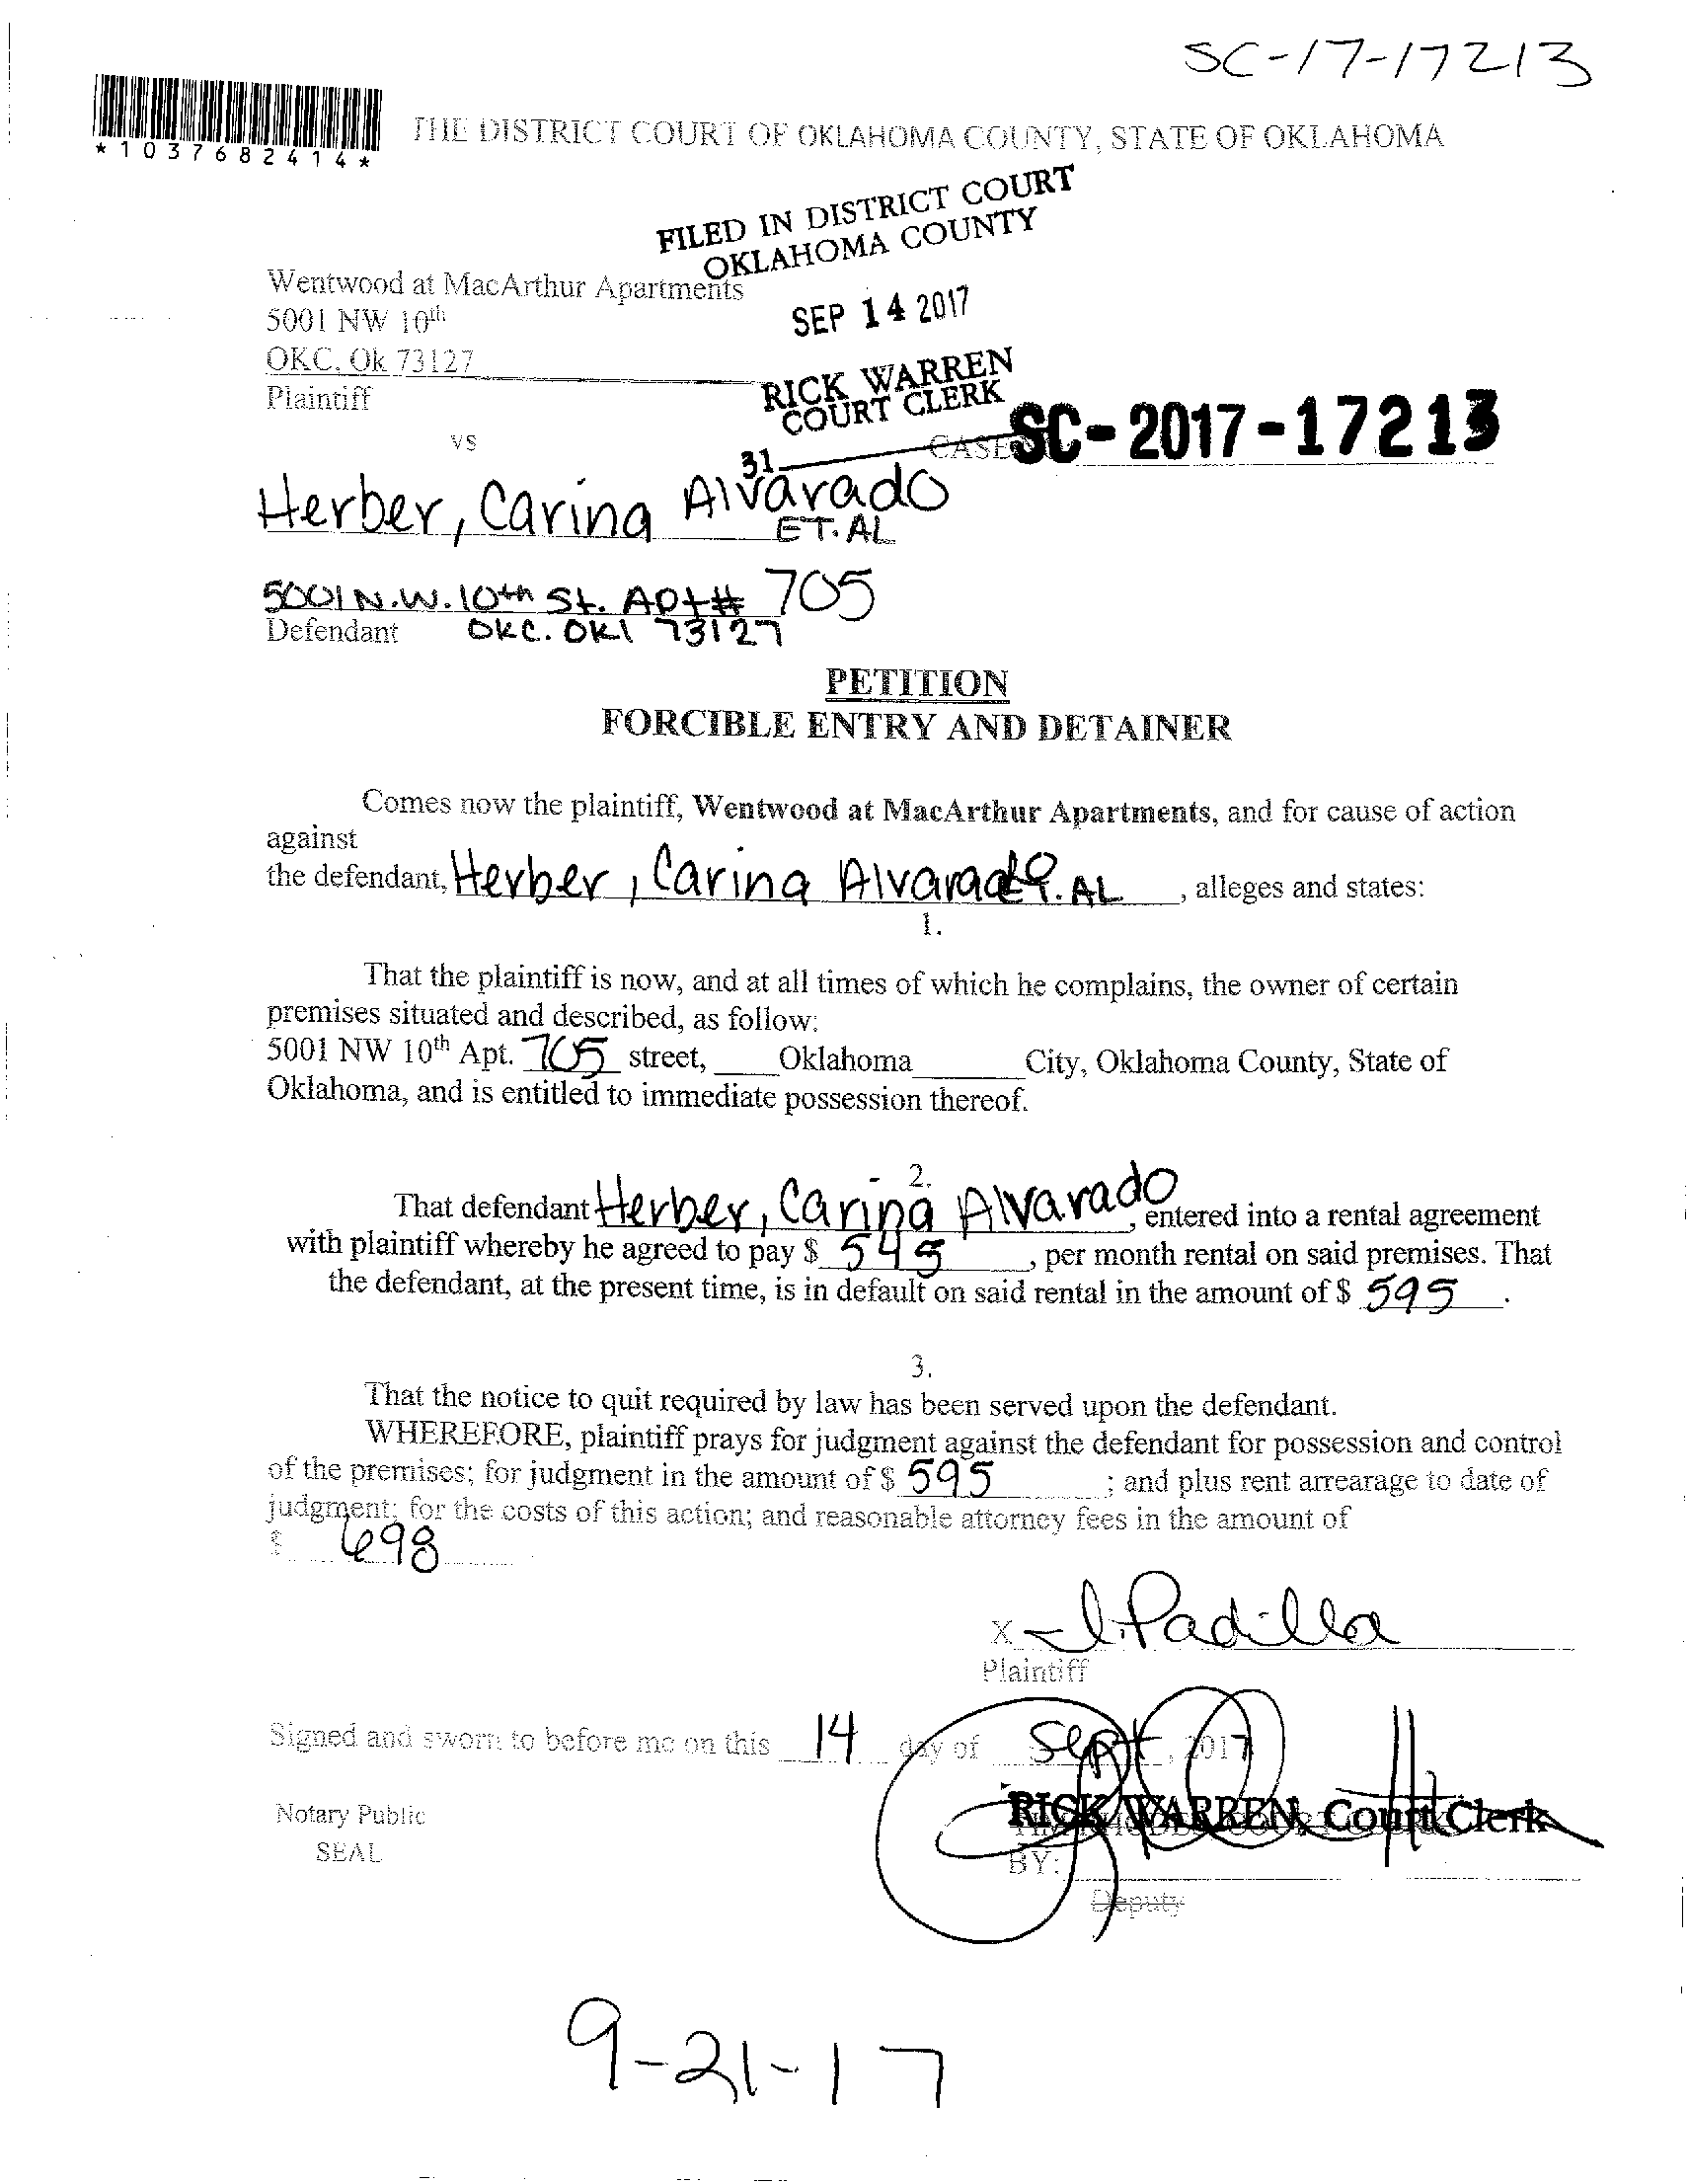 SC-17-17213
*1037682414*
THE DISTRICT COURT OF OKLAHOMA COUNTY, STATE OF OKLAHOMA
FILED IN DISTRICT COURT
OKLAHOMA COUNTY
Wentwood at MacArthur Apartments
5001 NW 10th
SEP 14 2017
OKC. Ok 73127
RICK WARREN
COURT CLERK
Plaintiff
vs
31
CASE SC-2017-17213
Herber, Carina Alvarado
ET. AL
5001 N.W. 10th St. Apt# 705
Defendant OKC. OKl 73127
PETITION
FORCIBLE ENTRY AND DETAINER
Comes now the plaintiff, Wentwood at MacArthur Apartments, and for cause of action
against
the defendant, Herber, Carina Alvarado ET. AL, alleges and states:
1.
That the plaintiff is now, and at all times of which he complains, the owner of certain
premises situated and described, as follow:
5001 NW 10th Apt. 705 street, Oklahoma City, Oklahoma County, State of
Oklahoma, and is entitled to immediate possession thereof.
2.
That defendant Herber, Carina Alvarado, entered into a rental agreement
with plaintiff whereby he agreed to pay $ 545, per month rental on said premises. That
the defendant, at the present time, is in default on said rental in the amount of $ 595.
3.
That the notice to quit required by law has been served upon the defendant.
WHEREFORE, plaintiff prays for judgment against the defendant for possession and control
of the premises; for judgment in the amount of $ 595; and plus rent arrearage to date of
judgment; for the costs of this action; and reasonable attorney fees in the amount of
$ 698
X I. Padilla
Plaintiff
Signed and sworn to before me on this 14 day of Sept, 2017
RICK WARREN, Court Clerk
Notary Public
SEAL
BY:
Deputy
9-21-17